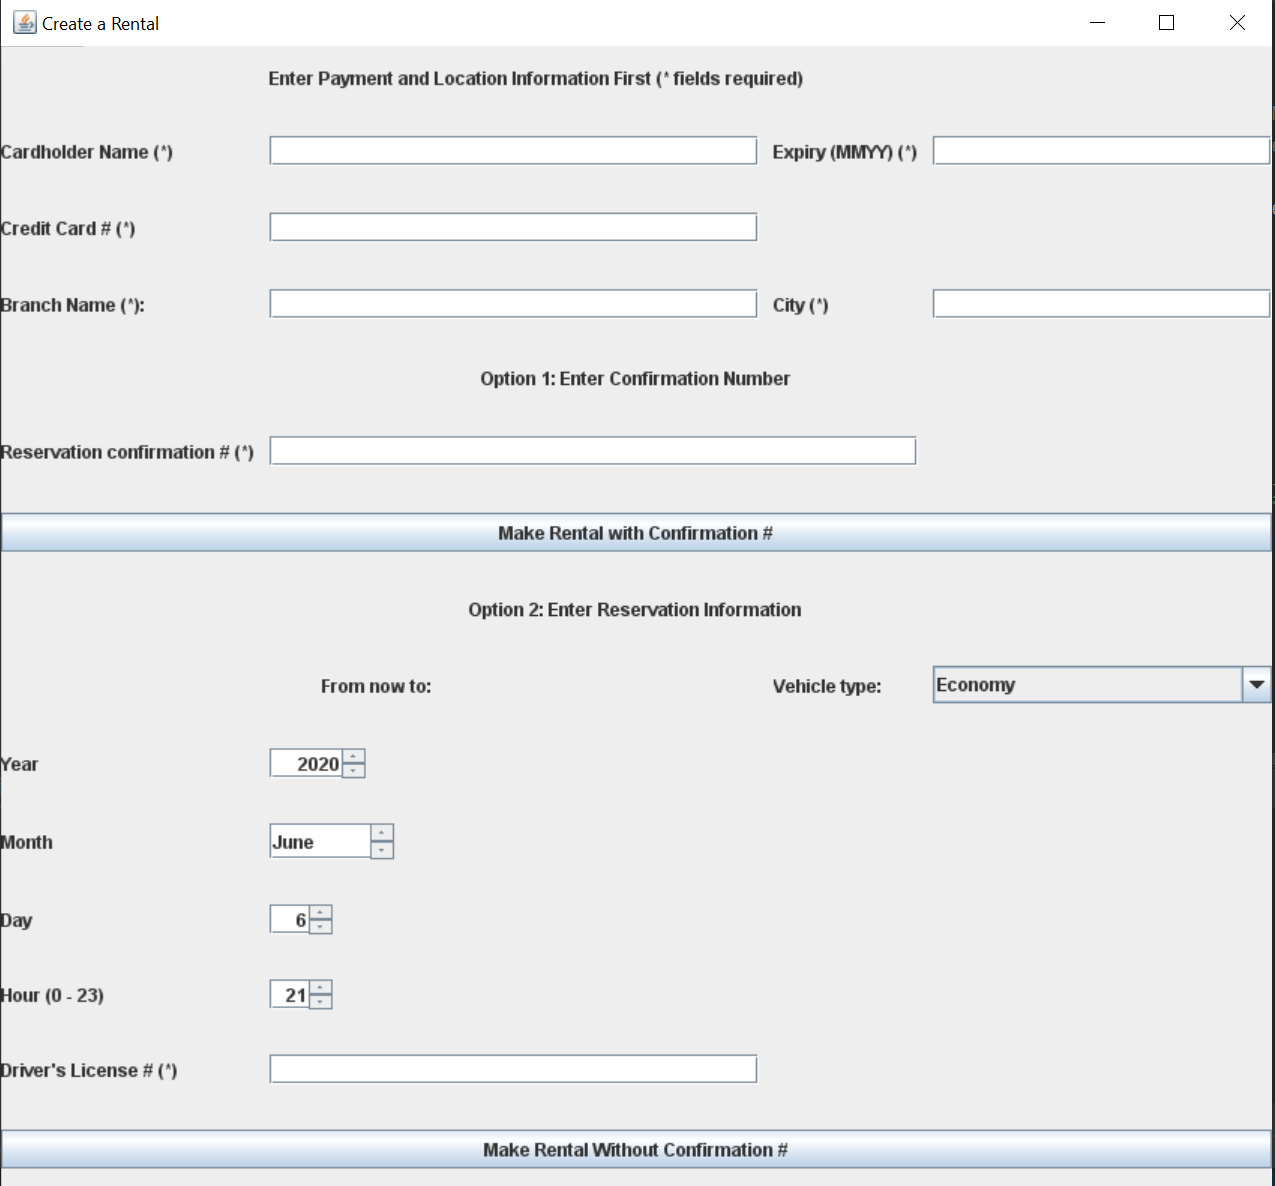 Create a Rental
Enter Payment and Location Information First (* fields required)
Cardholder Name (*) Expiry (MMYY) (*)
Credit Card # (*)
Branch Name (*): City (*)
Option 1: Enter Confirmation Number
Reservation confirmation # (*)
Make Rental with Confirmation #
Option 2: Enter Reservation Information
From now to: Vehicle type: Economy
Year 2020
Month June
Day 6
Hour (0 - 23) 21
Driver's License # (*)
Make Rental Without Confirmation #